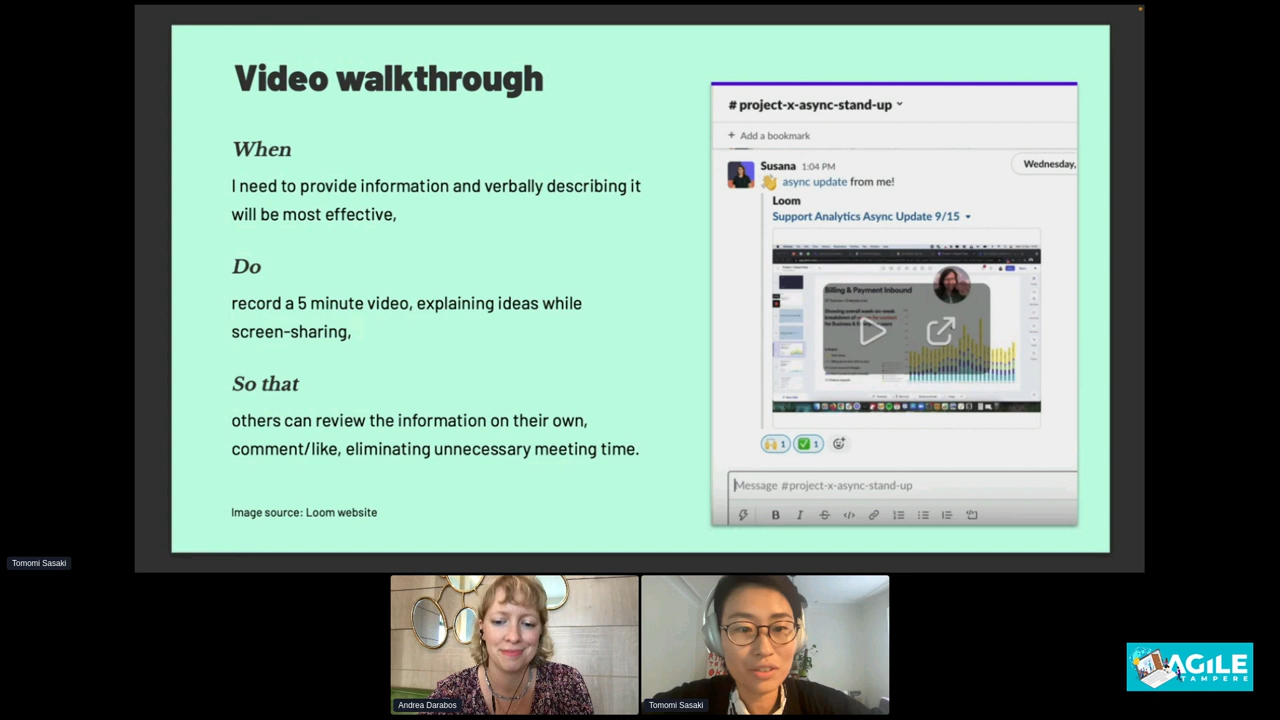 Video walkthrough
When
I need to provide information and verbally describing it
will be most effective,
Do
record a 5 minute video, explaining ideas while
screen-sharing,
So that
others can review the information on their own,
comment/like, eliminating unnecessary meeting time.
Image source: Loom website
# project-x-async-stand-up
+ Add a bookmark
Wednesday,
Susana 1:04 PM
async update from me!
Loom
Support Analytics Async Update 9/15
Billing & Payment Inbound
1
1
Message #project-x-async-stand-up
B I S
Tomomi Sasaki
Andrea Darabos
Tomomi Sasaki
AGILE
TAMPERE